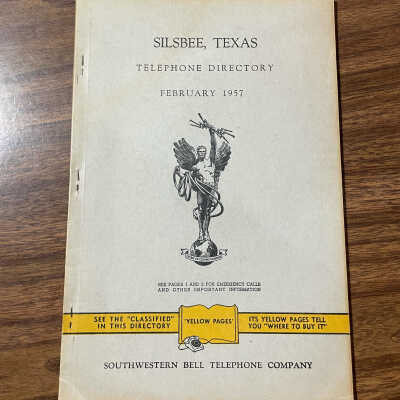 SILSBEE, TEXAS
TELEPHONE DIRECTORY
FEBRUARY 1957
SEE PAGES 1 AND 2 FOR EMERGENCY CALLS
AND OTHER IMPORTANT INFORMATION
SEE THE "CLASSIFIED"
IN THIS DIRECTORY
'YELLOW PAGES'
ITS YELLOW PAGES TELL
YOU "WHERE TO BUY IT"
SOUTHWESTERN BELL TELEPHONE COMPANY